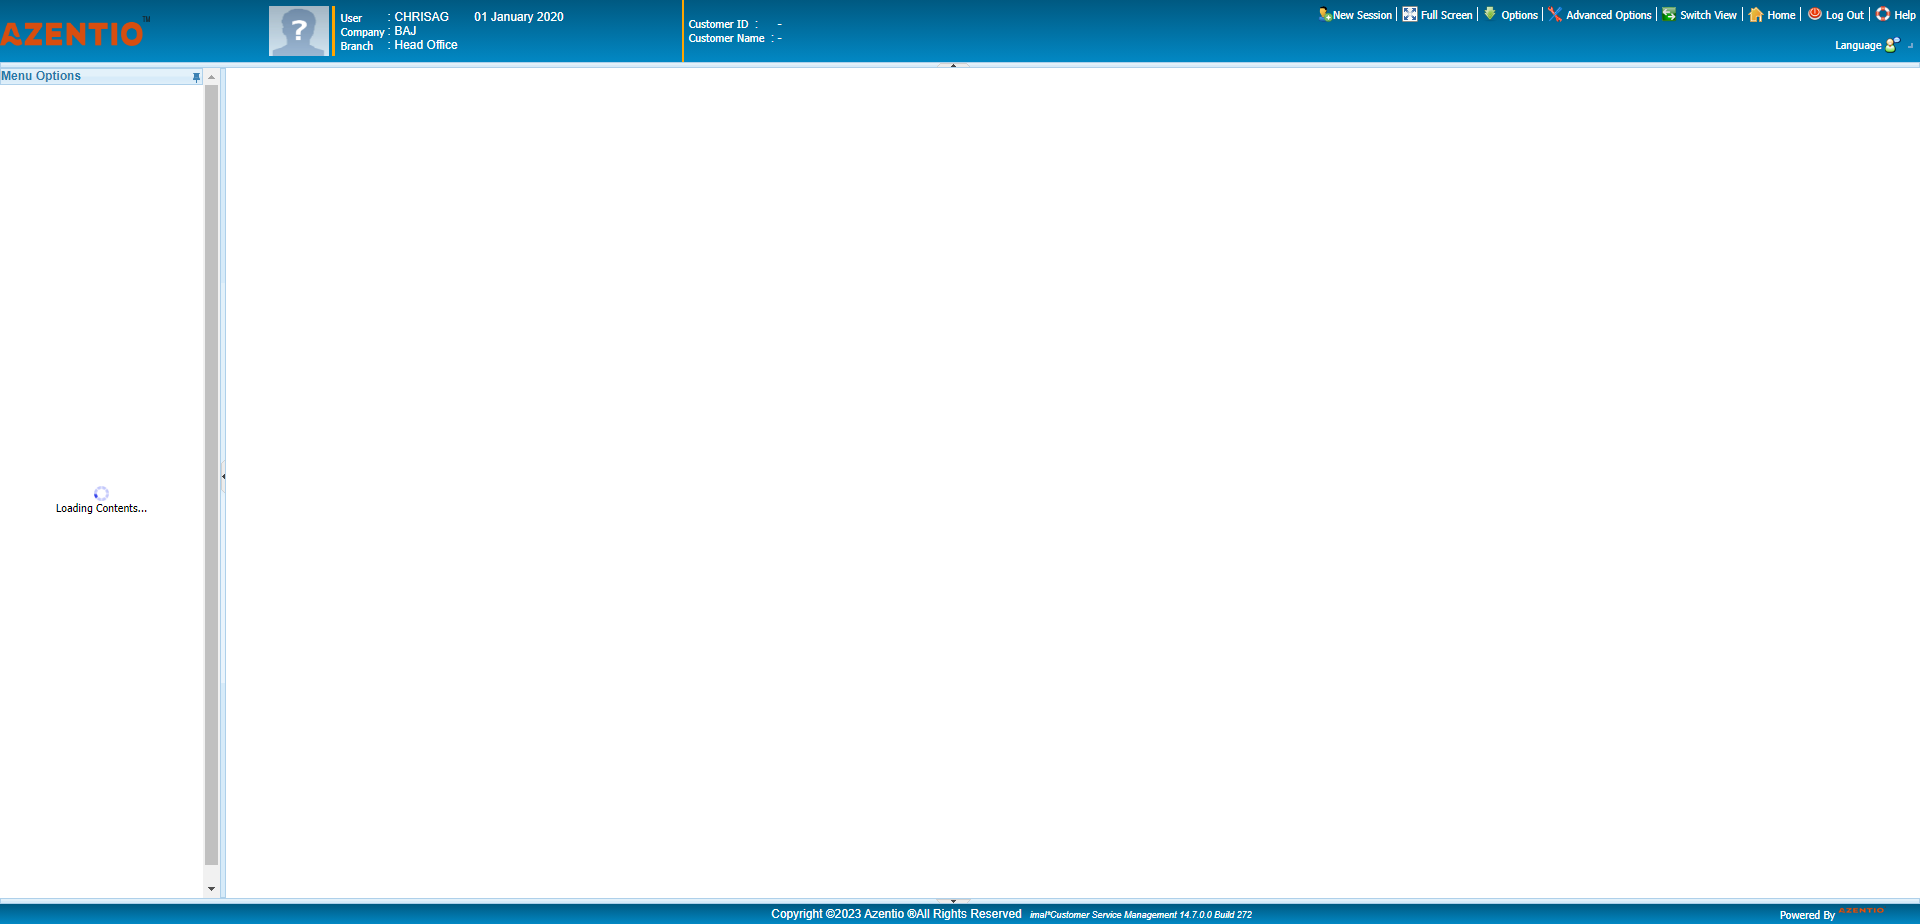 AZENTIO™
User : CHRISAG 01 January 2020
Company : BAJ
Branch : Head Office
Customer ID : -
Customer Name : -
New Session Full Screen Options Advanced Options Switch View Home Log Out Help
Language
Menu Options
Loading Contents...
Copyright ©2023 Azentio ®All Rights Reserved imal*Customer Service Management 14.7.0.0 Build 272
Powered By AZENTIO